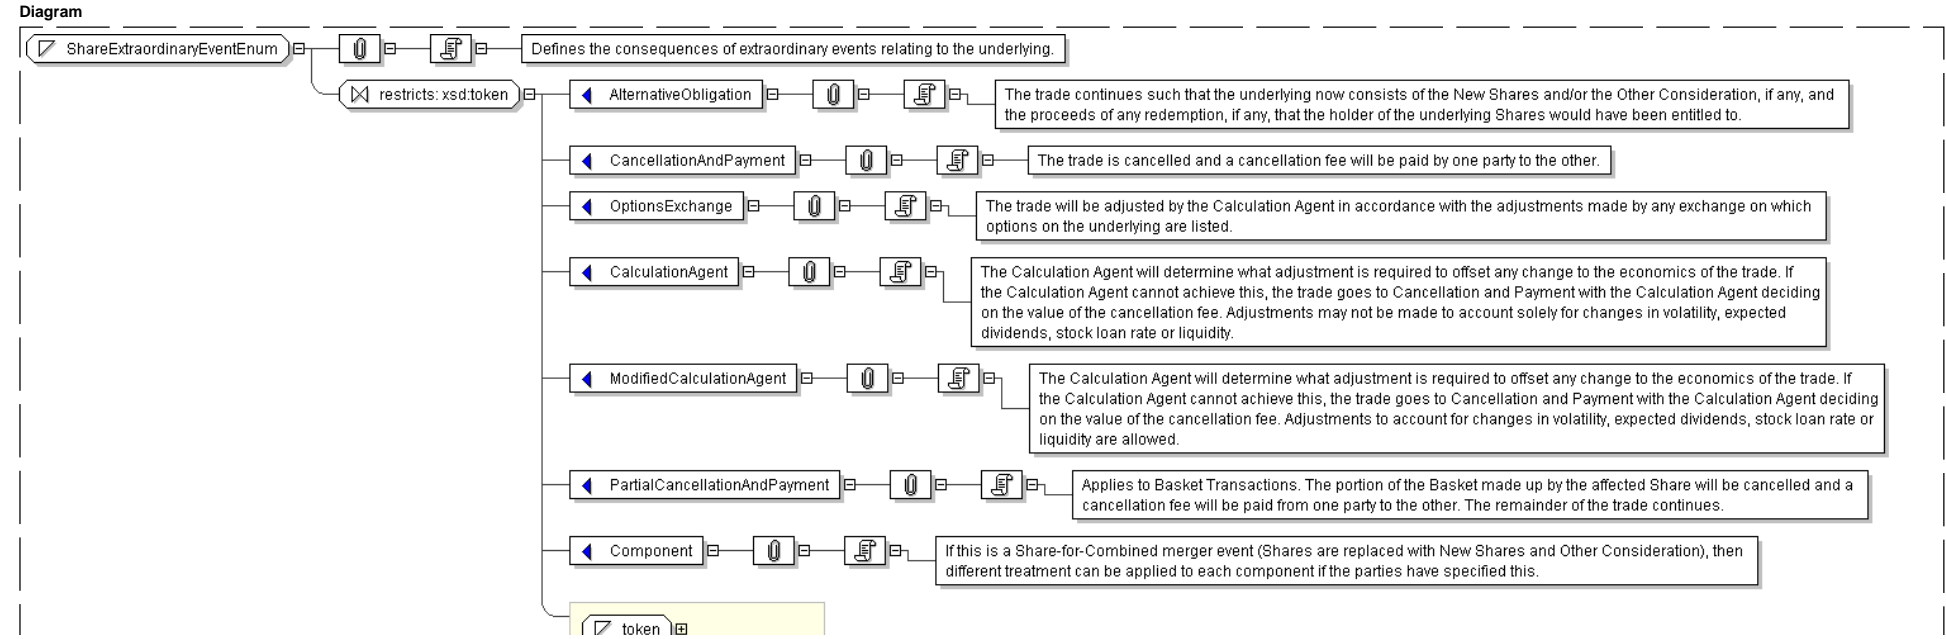 Diagram
ShareExtraordinaryEventEnum
Defines the consequences of extraordinary events relating to the underlying.
restricts: xsd:token
AlternativeObligation
The trade continues such that the underlying now consists of the New Shares and/or the Other Consideration, if any, and
the proceeds of any redemption, if any, that the holder of the underlying Shares would have been entitled to.
CancellationAndPayment
The trade is cancelled and a cancellation fee will be paid by one party to the other.
OptionsExchange
The trade will be adjusted by the Calculation Agent in accordance with the adjustments made by any exchange on which
options on the underlying are listed.
CalculationAgent
The Calculation Agent will determine what adjustment is required to offset any change to the economics of the trade. If
the Calculation Agent cannot achieve this, the trade goes to Cancellation and Payment with the Calculation Agent deciding
on the value of the cancellation fee. Adjustments may not be made to account solely for changes in volatility, expected
dividends, stock loan rate or liquidity.
ModifiedCalculationAgent
The Calculation Agent will determine what adjustment is required to offset any change to the economics of the trade. If
the Calculation Agent cannot achieve this, the trade goes to Cancellation and Payment with the Calculation Agent deciding
on the value of the cancellation fee. Adjustments to account for changes in volatility, expected dividends, stock loan rate or
liquidity are allowed.
PartialCancellationAndPayment
Applies to Basket Transactions. The portion of the Basket made up by the affected Share will be cancelled and a
cancellation fee will be paid from one party to the other. The remainder of the trade continues.
Component
If this is a Share-for-Combined merger event (Shares are replaced with New Shares and Other Consideration), then
different treatment can be applied to each component if the parties have specified this.
token